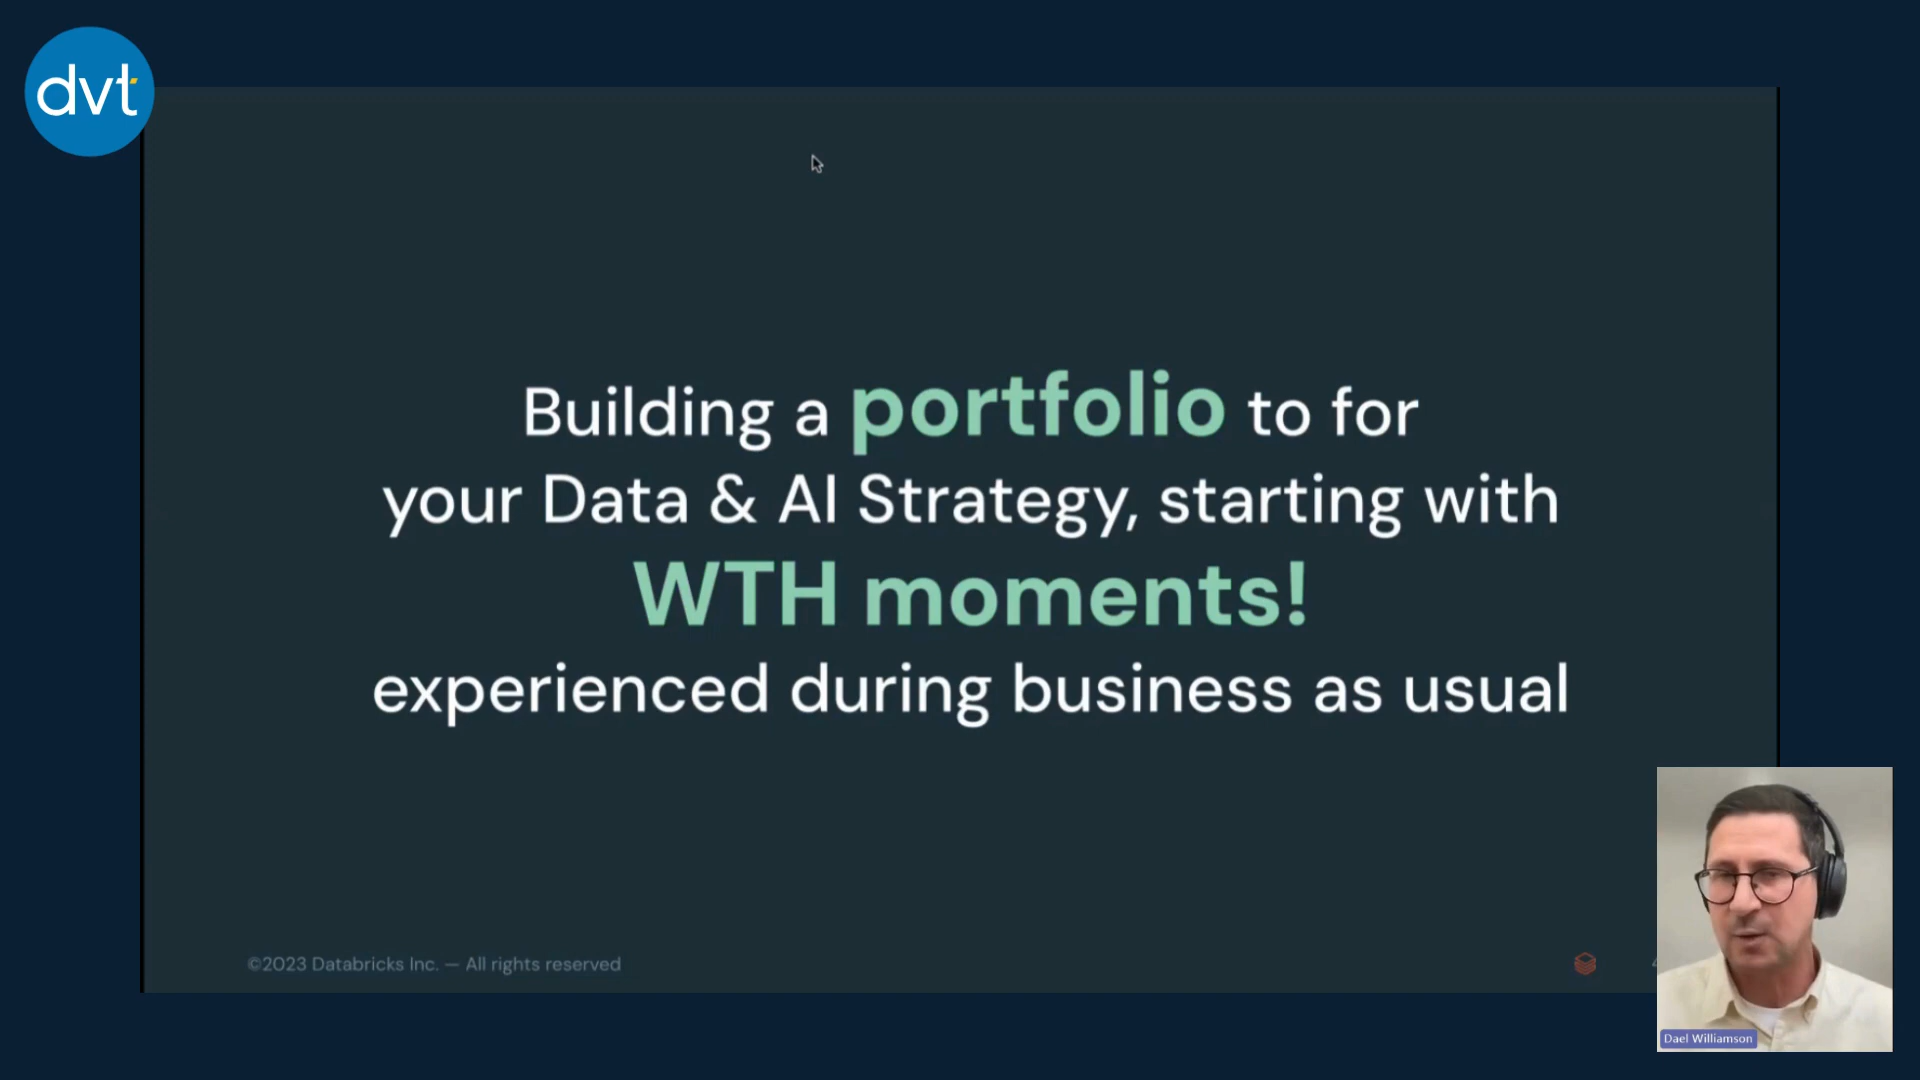 dvt
Building a portfolio to for
your Data & AI Strategy, starting with
WTH moments!
experienced during business as usual
©2023 Databricks Inc. — All rights reserved
Dael Williamson